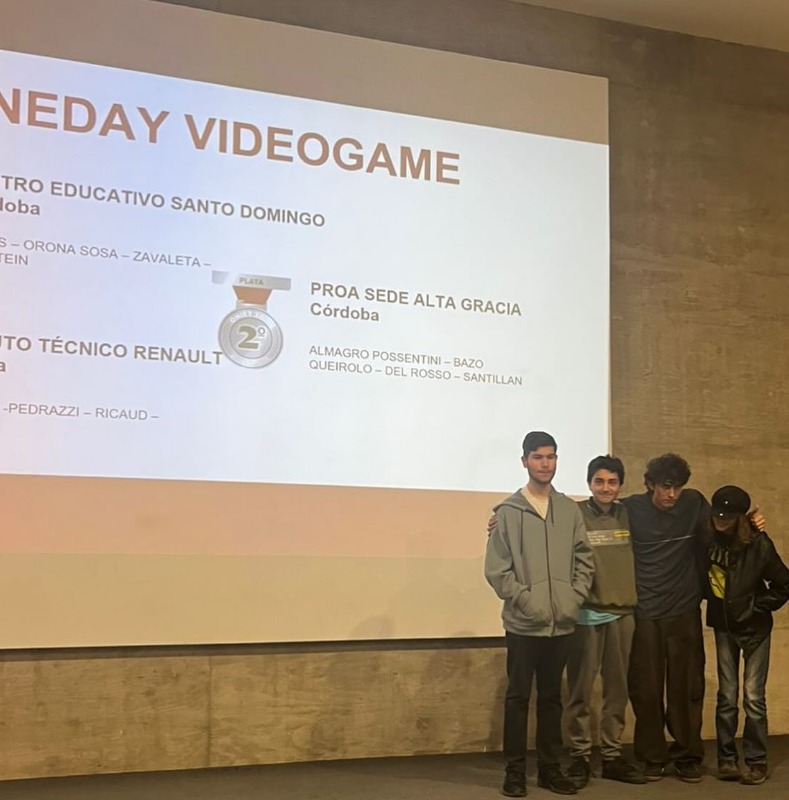 NEDAY VIDEOGAME
TRO EDUCATIVO SANTO DOMINGO
doba
S – ORONA SOSA – ZAVALETA –
TEIN
PLATA
2º
PROA SEDE ALTA GRACIA
Córdoba
ALMAGRO POSSENTINI – BAZO
QUEIROLO – DEL ROSSO – SANTILLAN
UTO TÉCNICO RENAULT
a
-PEDRAZZI – RICAUD –